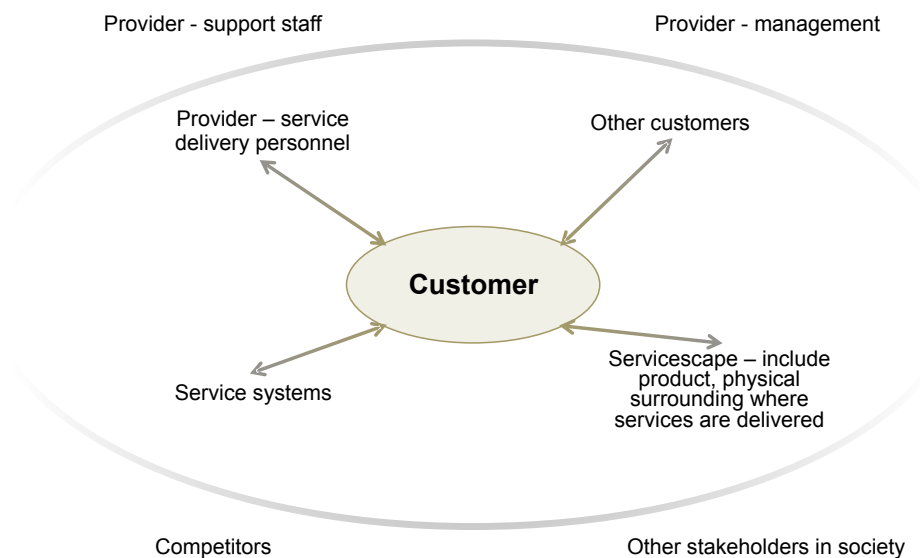 Provider - support staff
Provider - management
Provider – service
delivery personnel
Other customers
Customer
Service systems
Servicescape – include
product, physical
surrounding where
services are delivered
Competitors
Other stakeholders in society